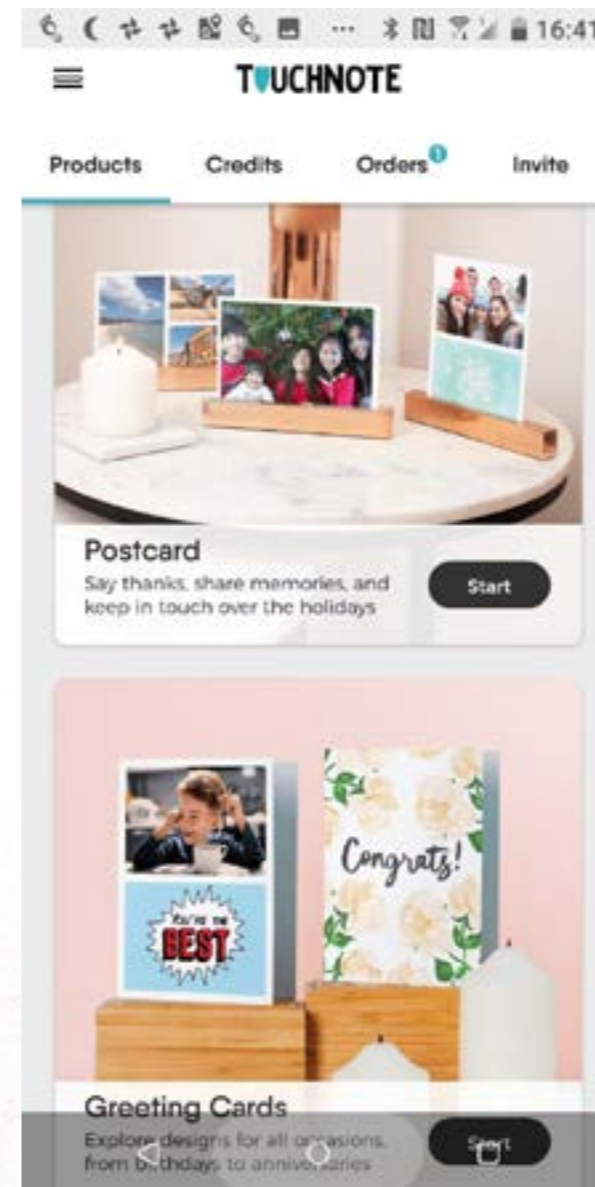 16:41
TOUCHNOTE
Products Credits Orders 1 Invite
Postcard
Say thanks, share memories, and
keep in touch over the holidays
Start
Congrats!
YOU'RE THE
BEST
Greeting Cards
Explore designs for all occasions,
from birthdays to anniversaries
Start